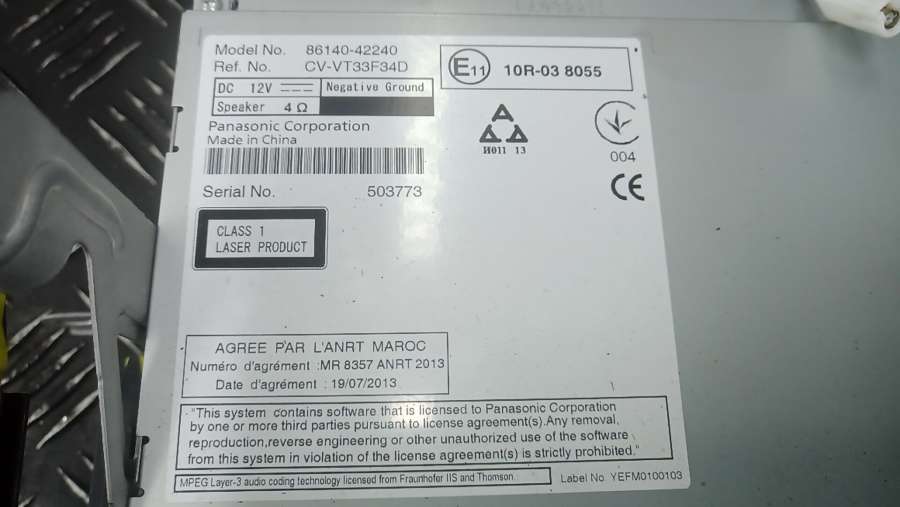 Model No. 86140-42240
Ref. No. CV-VT33F34D
DC 12V Negative Ground
Speaker 4 Ω
Panasonic Corporation
Made in China
Serial No. 503773
CLASS 1
LASER PRODUCT
E11 10R-03 8055
И011 13
004
CE
AGREE PAR L'ANRT MAROC
Numéro d'agrément :MR 8357 ANRT 2013
Date d'agrément : 19/07/2013
"This system contains software that is licensed to Panasonic Corporation
by one or more third parties pursuant to license agreement(s).Any removal,
reproduction,reverse engineering or other unauthorized use of the software
from this system in violation of the license agreement(s) is strictly prohibited."
MPEG Layer-3 audio coding technology licensed from Fraunhofer IIS and Thomson.
Label No YEFM0100103